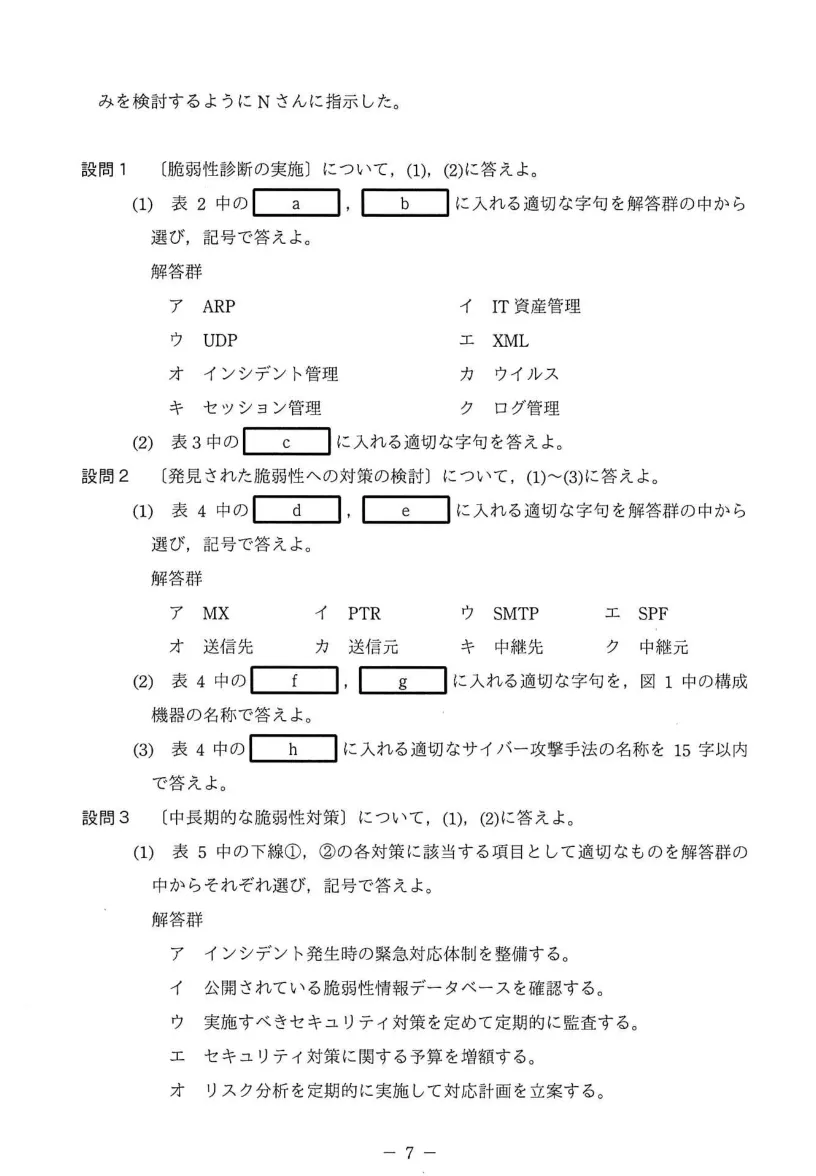 みを検討するように N さんに指示した。
設問1 〔脆弱性診断の実施〕について，(1)，(2)に答えよ。
(1) 表 2 中の a ， b に入れる適切な字句を解答群の中から
選び，記号で答えよ。
解答群
ア ARP イ IT 資産管理
ウ UDP エ XML
オ インシデント管理 カ ウイルス
キ セッション管理 ク ログ管理
(2) 表 3 中の c に入れる適切な字句を答えよ。
設問2 〔発見された脆弱性への対策の検討〕について，(1)～(3)に答えよ。
(1) 表 4 中の d ， e に入れる適切な字句を解答群の中から
選び，記号で答えよ。
解答群
ア MX イ PTR ウ SMTP エ SPF
オ 送信先 カ 送信元 キ 中継先 ク 中継元
(2) 表 4 中の f ， g に入れる適切な字句を，図 1 中の構成
機器の名称で答えよ。
(3) 表 4 中の h に入れる適切なサイバー攻撃手法の名称を 15 字以内
で答えよ。
設問3 〔中長期的な脆弱性対策〕について，(1)，(2)に答えよ。
(1) 表 5 中の下線①，②の各対策に該当する項目として適切なものを解答群の
中からそれぞれ選び，記号で答えよ。
解答群
ア インシデント発生時の緊急対応体制を整備する。
イ 公開されている脆弱性情報データベースを確認する。
ウ 実施すべきセキュリティ対策を定めて定期的に監査する。
エ セキュリティ対策に関する予算を増額する。
オ リスク分析を定期的に実施して対応計画を立案する。
－ 7 －